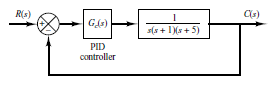 R(s)
+
−
G_c(s)
PID
controller
1
s(s + 1)(s + 5)
C(s)